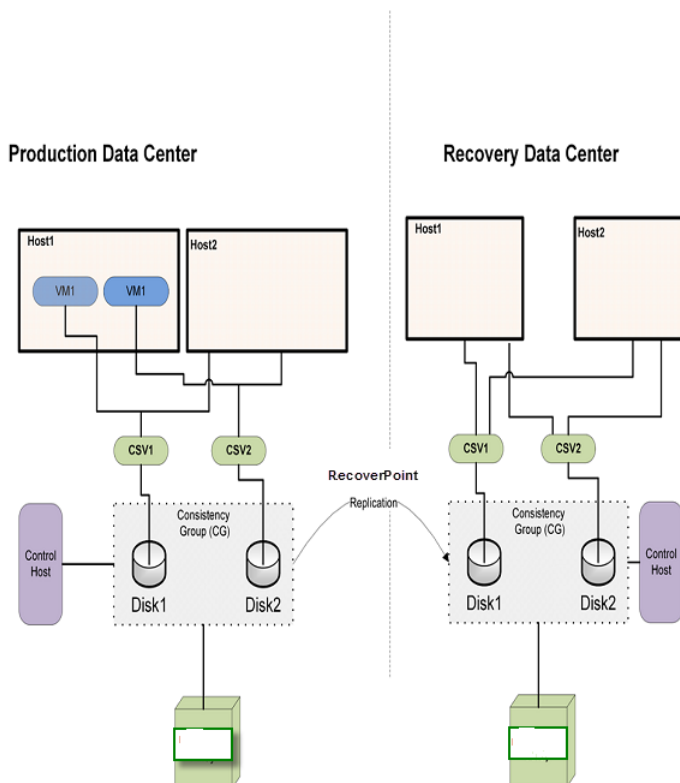 Production Data Center
Recovery Data Center
Host1
Host2
VM1
VM1
Host1
Host2
CSV1
CSV2
CSV1
CSV2
RecoverPoint
Replication
Control
Host
Consistency
Group (CG)
Disk1
Disk2
Consistency
Group (CG)
Disk1
Disk2
Control
Host